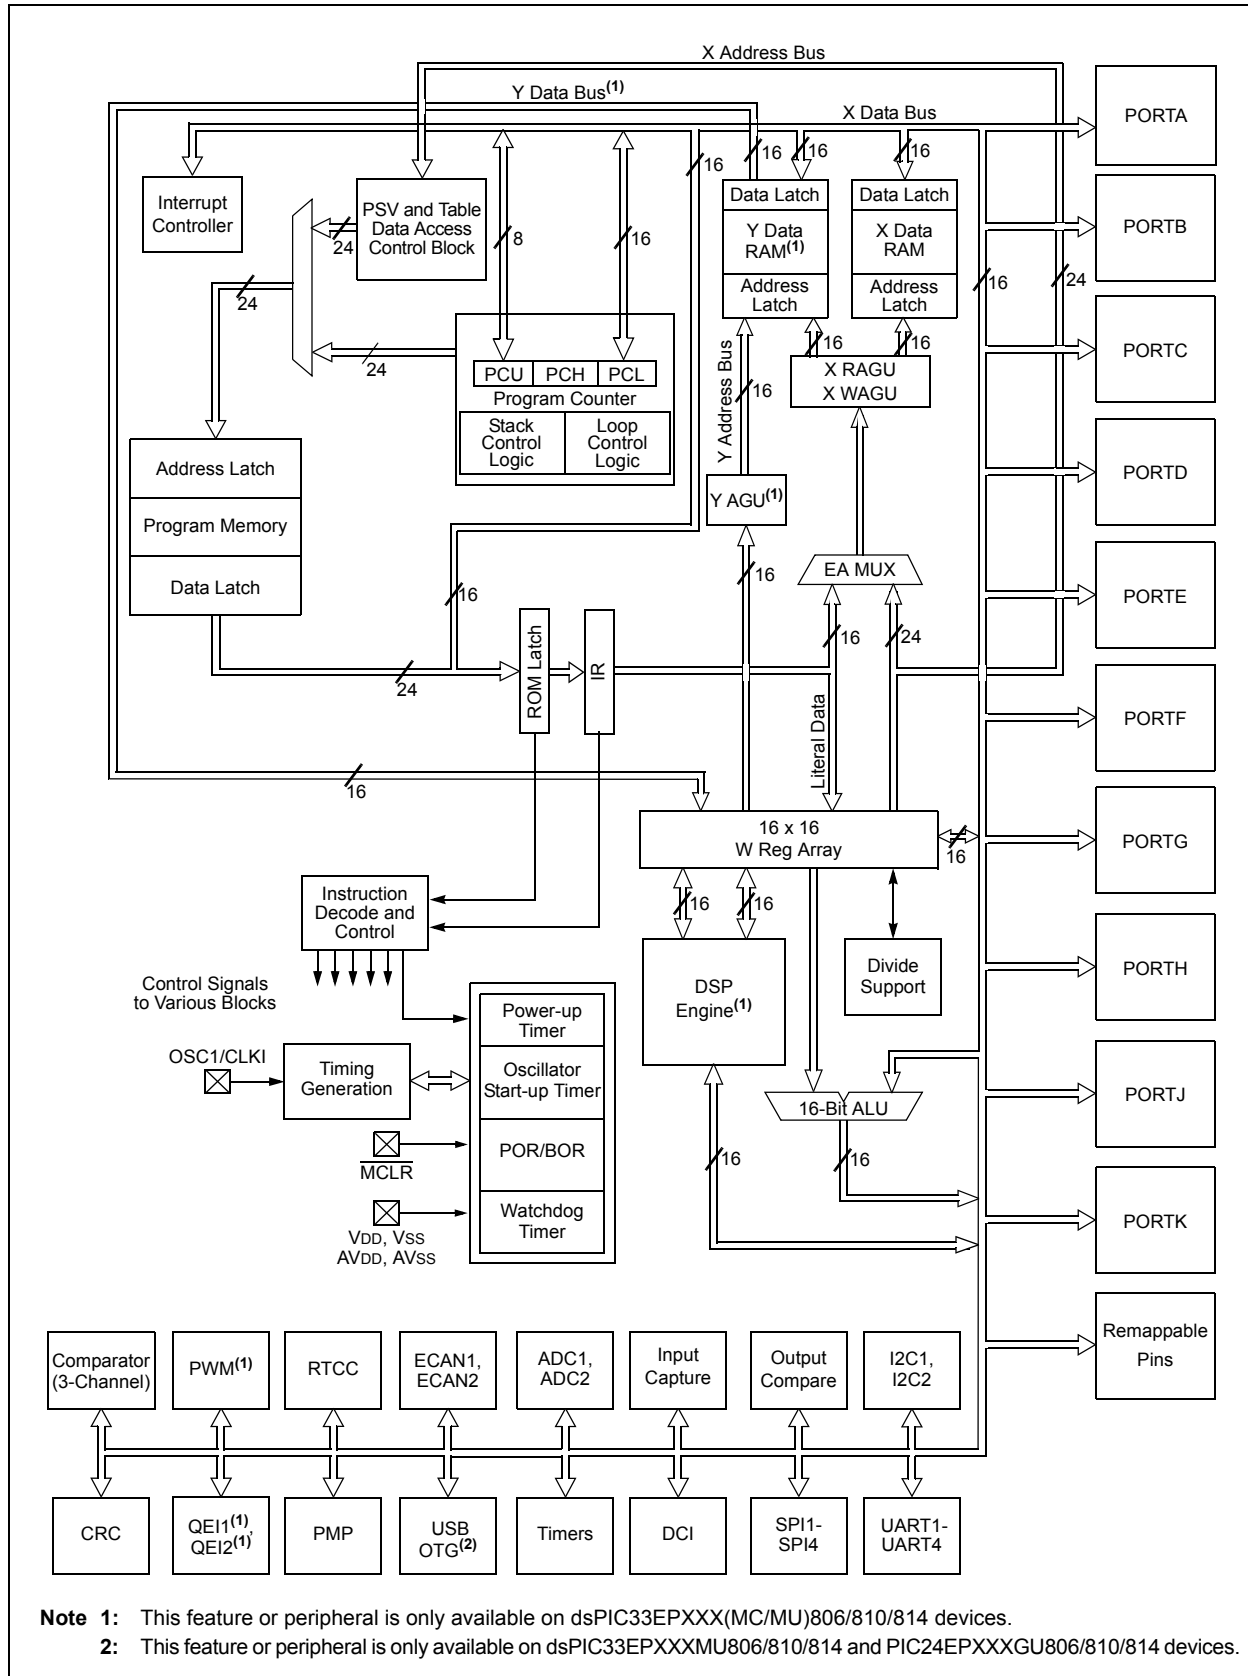 X Address Bus
Y Data Bus(1)
X Data Bus
PORTA
16
16
16
16
Interrupt
Controller
PSV and Table
Data Access
Control Block
24
8
16
Data Latch
Y Data
RAM(1)
Address
Latch
Data Latch
X Data
RAM
Address
Latch
PORTB
24
16
24
PORTC
24
16
16
PCU
PCH
PCL
Program Counter
Stack
Control
Logic
Loop
Control
Logic
Y Address Bus
16
X RAGU
X WAGU
Address Latch
Program Memory
Data Latch
Y AGU(1)
PORTD
EA MUX
16
16
PORTE
16
24
24
ROM Latch
IR
Literal Data
PORTF
16
16 x 16
W Reg Array
16
PORTG
Instruction
Decode and
Control
16
16
Control Signals
to Various Blocks
DSP
Engine(1)
Divide
Support
PORTH
Power-up
Timer
OSC1/CLKI
Timing
Generation
Oscillator
Start-up Timer
16-Bit ALU
PORTJ
MCLR
POR/BOR
16
16
VDD, VSS
AVDD, AVSS
Watchdog
Timer
PORTK
Remappable
Pins
Comparator
(3-Channel)
PWM(1)
RTCC
ECAN1,
ECAN2
ADC1,
ADC2
Input
Capture
Output
Compare
I2C1,
I2C2
CRC
QEI1(1),
QEI2(1)
PMP
USB
OTG(2)
Timers
DCI
SPI1-
SPI4
UART1-
UART4
Note 1: This feature or peripheral is only available on dsPIC33EPXXX(MC/MU)806/810/814 devices.
2: This feature or peripheral is only available on dsPIC33EPXXXMU806/810/814 and PIC24EPXXXGU806/810/814 devices.